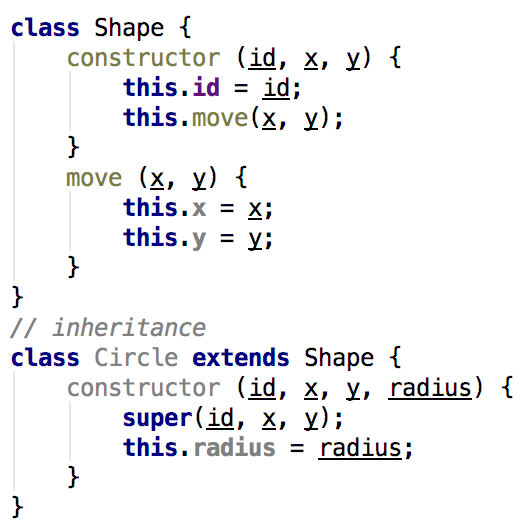 class Shape {
    constructor (id, x, y) {
        this.id = id;
        this.move(x, y);
    }
    move (x, y) {
        this.x = x;
        this.y = y;
    }
}
// inheritance
class Circle extends Shape {
    constructor (id, x, y, radius) {
        super(id, x, y);
        this.radius = radius;
    }
}